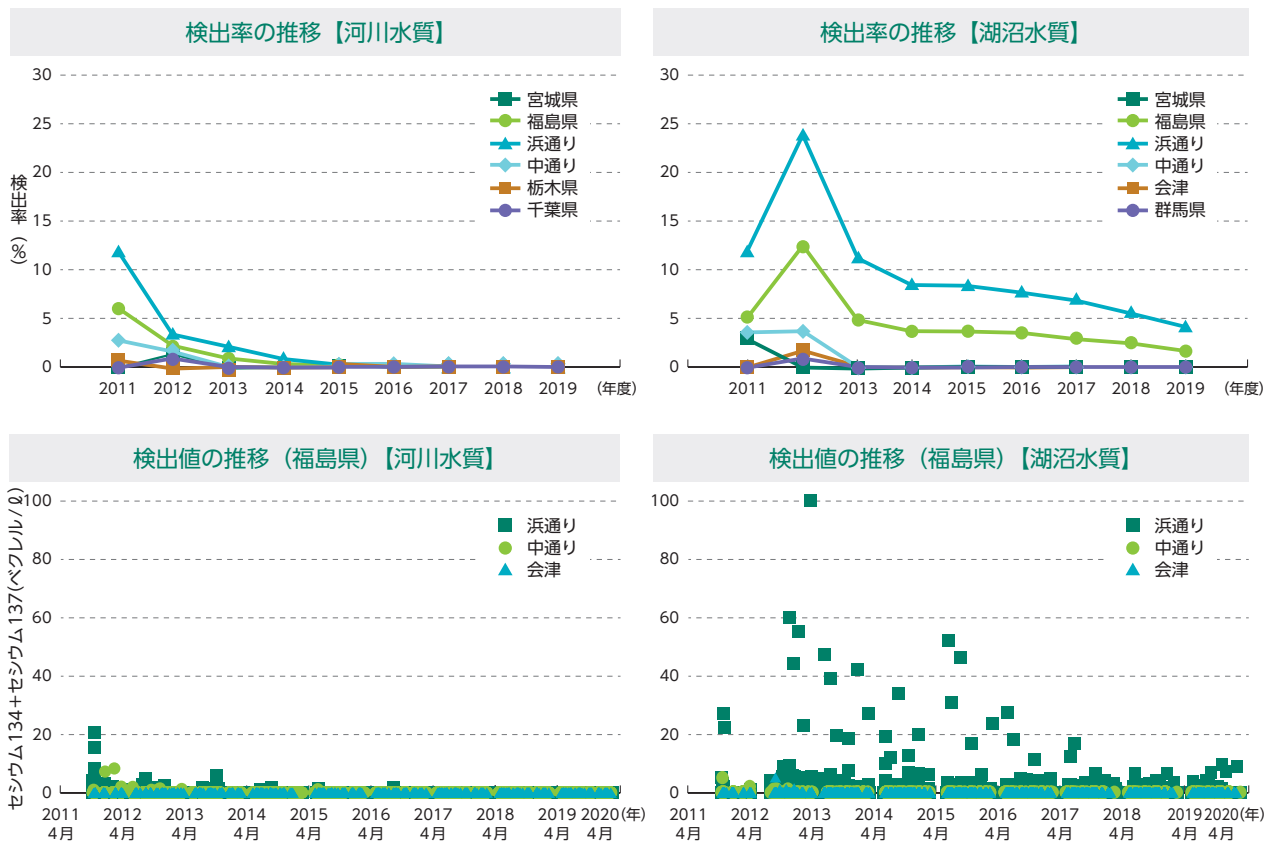 検出率の推移【河川水質】
30
25
20
15
10
5
0
検出率(%)
宮城県
福島県
浜通り
中通り
栃木県
千葉県
2011 2012 2013 2014 2015 2016 2017 2018 2019 (年度)
検出率の推移【湖沼水質】
30
25
20
15
10
5
0
宮城県
福島県
浜通り
中通り
会津
群馬県
2011 2012 2013 2014 2015 2016 2017 2018 2019 (年度)
検出値の推移(福島県)【河川水質】
セシウム134+セシウム137(ベクレル/ℓ)
100
80
60
40
20
0
浜通り
中通り
会津
2011 2012 2013 2014 2015 2016 2017 2018 2019 2020(年)
4月 4月 4月 4月 4月 4月 4月 4月 4月 4月
検出値の推移(福島県)【湖沼水質】
100
80
60
40
20
0
浜通り
中通り
会津
2011 2012 2013 2014 2015 2016 2017 2018 2019 2020(年)
4月 4月 4月 4月 4月 4月 4月 4月 4月 4月